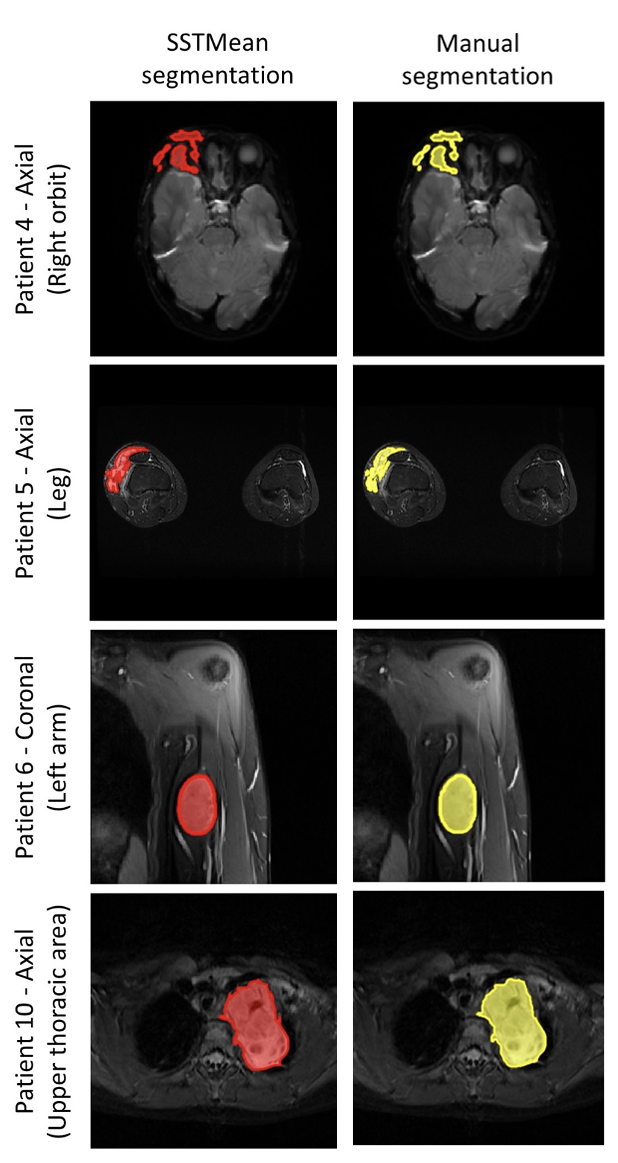 SSTMean
segmentation
Manual
segmentation
Patient 4 - Axial
(Right orbit)
Patient 5 - Axial
(Leg)
Patient 6 - Coronal
(Left arm)
Patient 10 - Axial
(Upper thoracic area)